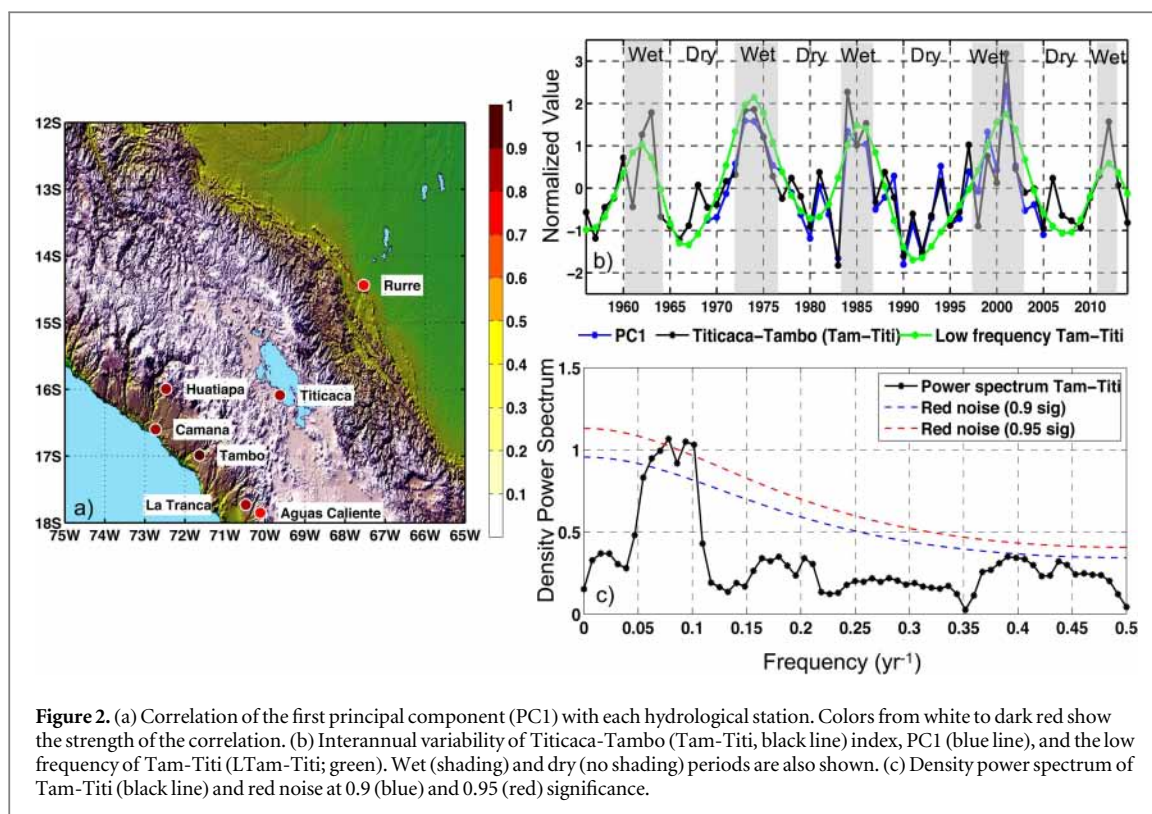 12S
13S
14S
15S
16S
17S
18S
75W 74W 73W 72W 71W 70W 69W 68W 67W 66W 65W
Rurre
Huatiapa
Titicaca
Camana
Tambo
La Tranca
Aguas Caliente
a)
1
0.9
0.8
0.7
0.6
0.5
0.4
0.3
0.2
0.1
Wet Dry Wet Dry Wet Dry Wet Dry Wet
Normalized Value
3
2
1
0
−1
−2
b)
1960 1965 1970 1975 1980 1985 1990 1995 2000 2005 2010
PC1 Titicaca−Tambo (Tam−Titi) Low frequency Tam−Titi
Density Power Spectrum
1.5
1
0.5
0
Power spectrum Tam−Titi
Red noise (0.9 sig)
Red noise (0.95 sig)
c)
0 0.05 0.1 0.15 0.2 0.25 0.3 0.35 0.4 0.45 0.5
Frequency (yr⁻¹)
Figure 2. (a) Correlation of the first principal component (PC1) with each hydrological station. Colors from white to dark red show
the strength of the correlation. (b) Interannual variability of Titicaca-Tambo (Tam-Titi, black line) index, PC1 (blue line), and the low
frequency of Tam-Titi (LTam-Titi; green). Wet (shading) and dry (no shading) periods are also shown. (c) Density power spectrum of
Tam-Titi (black line) and red noise at 0.9 (blue) and 0.95 (red) significance.